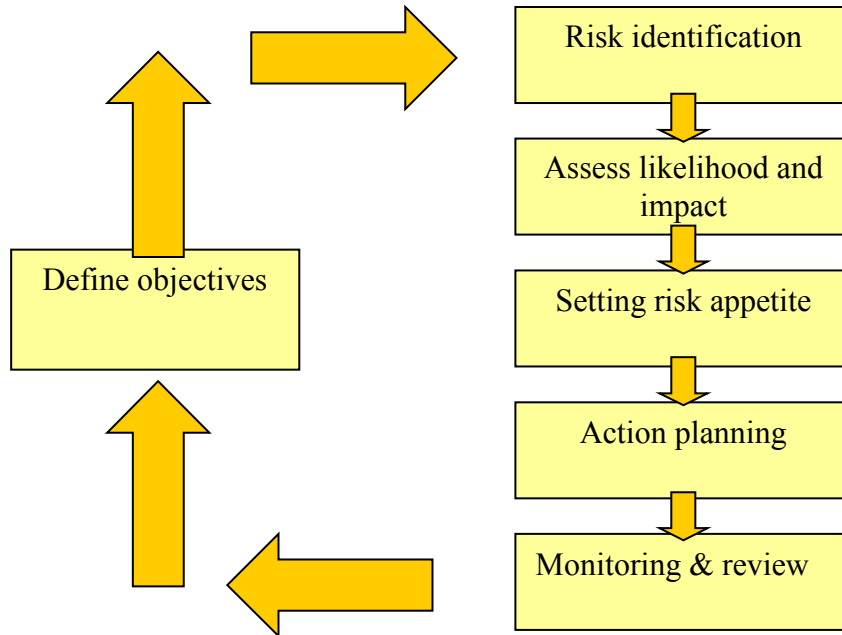 Risk identification
Assess likelihood and
impact
Define objectives
Setting risk appetite
Action planning
Monitoring & review